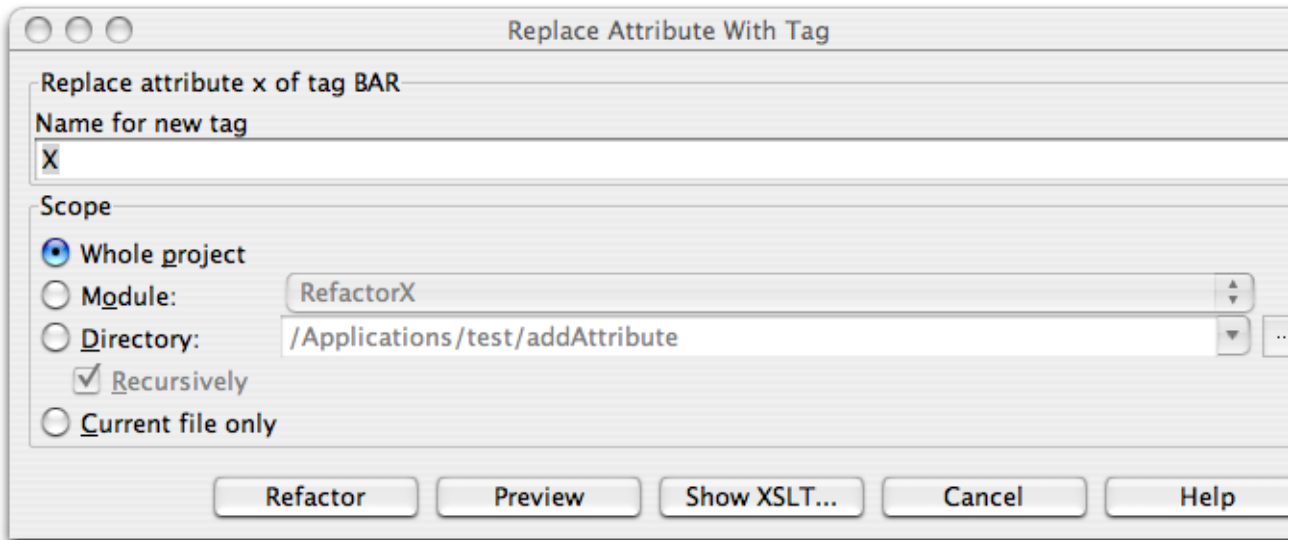 Replace Attribute With Tag
Replace attribute x of tag BAR
Name for new tag
X
Scope
Whole project
Module: RefactorX
Directory: /Applications/test/addAttribute ..
Recursively
Current file only
Refactor Preview Show XSLT... Cancel Help